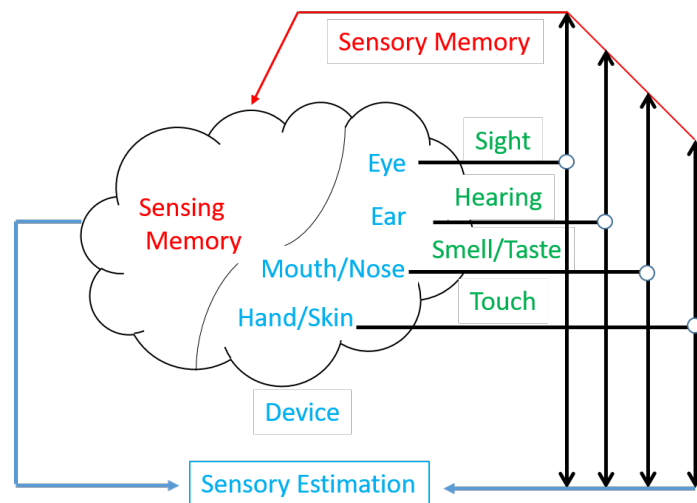 Sensory Memory
Sight
Eye
Hearing
Sensing
Memory
Ear
Smell/Taste
Mouth/Nose
Touch
Hand/Skin
Device
Sensory Estimation